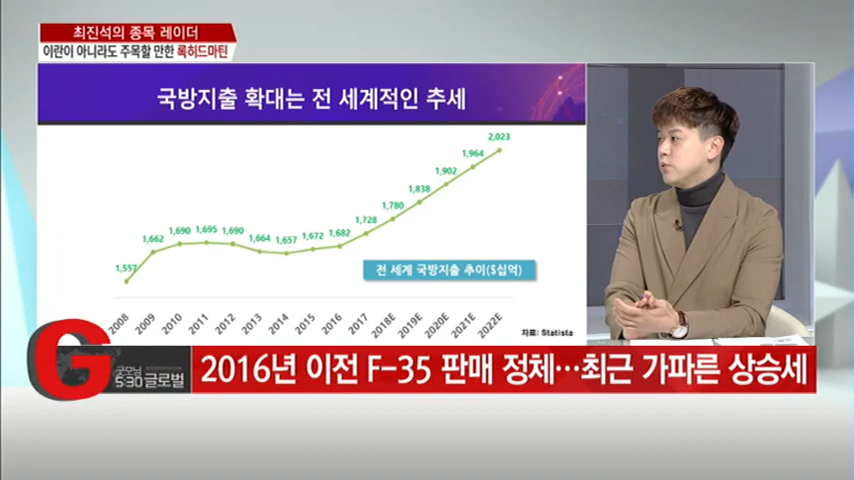 최진석의 종목 레이더
이란이 아니라도 주목할 만한 록히드마틴
국방지출 확대는 전 세계적인 추세
1,557
1,662
1,690
1,695
1,690
1,664
1,657
1,672
1,682
1,728
1,780
1,838
1,902
1,964
2,023
전 세계 국방지출 추이($십억)
2008
2009
2010
2011
2012
2013
2014
2015
2016
2017
2018E
2019E
2020E
2021E
2022E
자료: Statista
G
굿모닝
5:30 글로벌
2016년 이전 F-35 판매 정체…최근 가파른 상승세